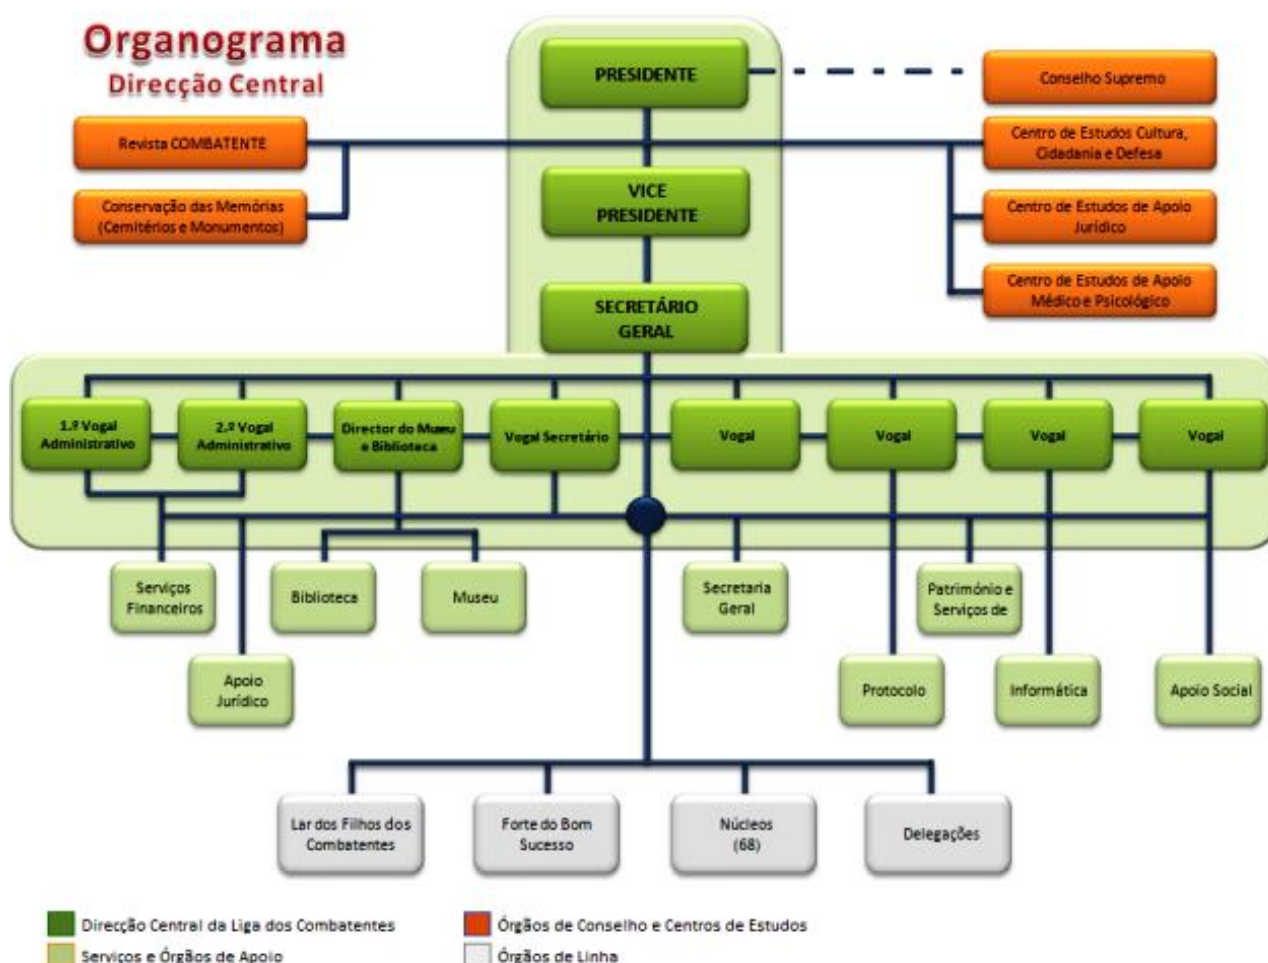 Organograma
Direcção Central
PRESIDENTE
Conselho Supremo
Revista COMBATENTE
Centro de Estudos Cultura,
Cidadania e Defesa
VICE
PRESIDENTE
Conservação das Memórias
(Cemitérios e Monumentos)
Centro de Estudos de Apoio
Jurídico
SECRETÁRIO
GERAL
Centro de Estudos de Apoio
Médico e Psicológico
1.º Vogal
Administrativo
2.º Vogal
Administrativo
Director do Museu
e Biblioteca
Vogal Secretário
Vogal
Vogal
Vogal
Vogal
Serviços
Financeiros
Biblioteca
Museu
Secretaria
Geral
Património e
Serviços de
Apoio
Jurídico
Protocolo
Informática
Apoio Social
Lar dos Filhos dos
Combatentes
Forte do Bom
Sucesso
Núcleos
(68)
Delegações
Direcção Central da Liga dos Combatentes
Órgãos de Conselho e Centros de Estudos
Serviços e Órgãos de Apoio
Órgãos de Linha